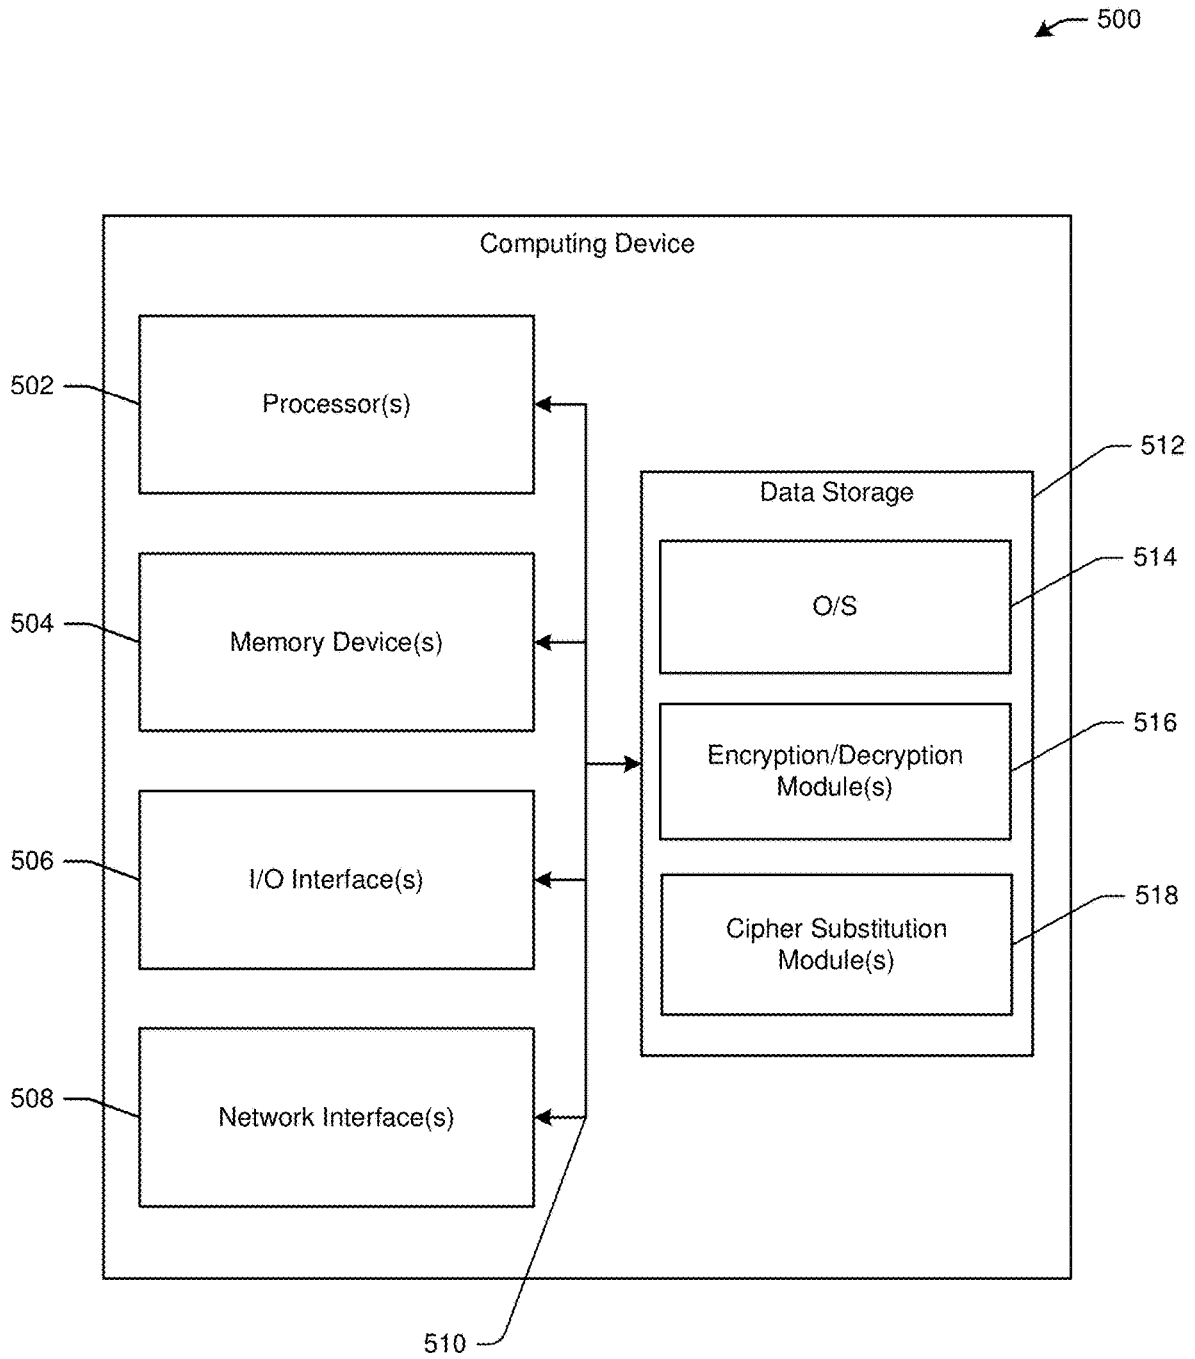 500
Computing Device
502
Processor(s)
504
Memory Device(s)
506
I/O Interface(s)
508
Network Interface(s)
510
512
Data Storage
514
O/S
516
Encryption/Decryption
Module(s)
518
Cipher Substitution
Module(s)